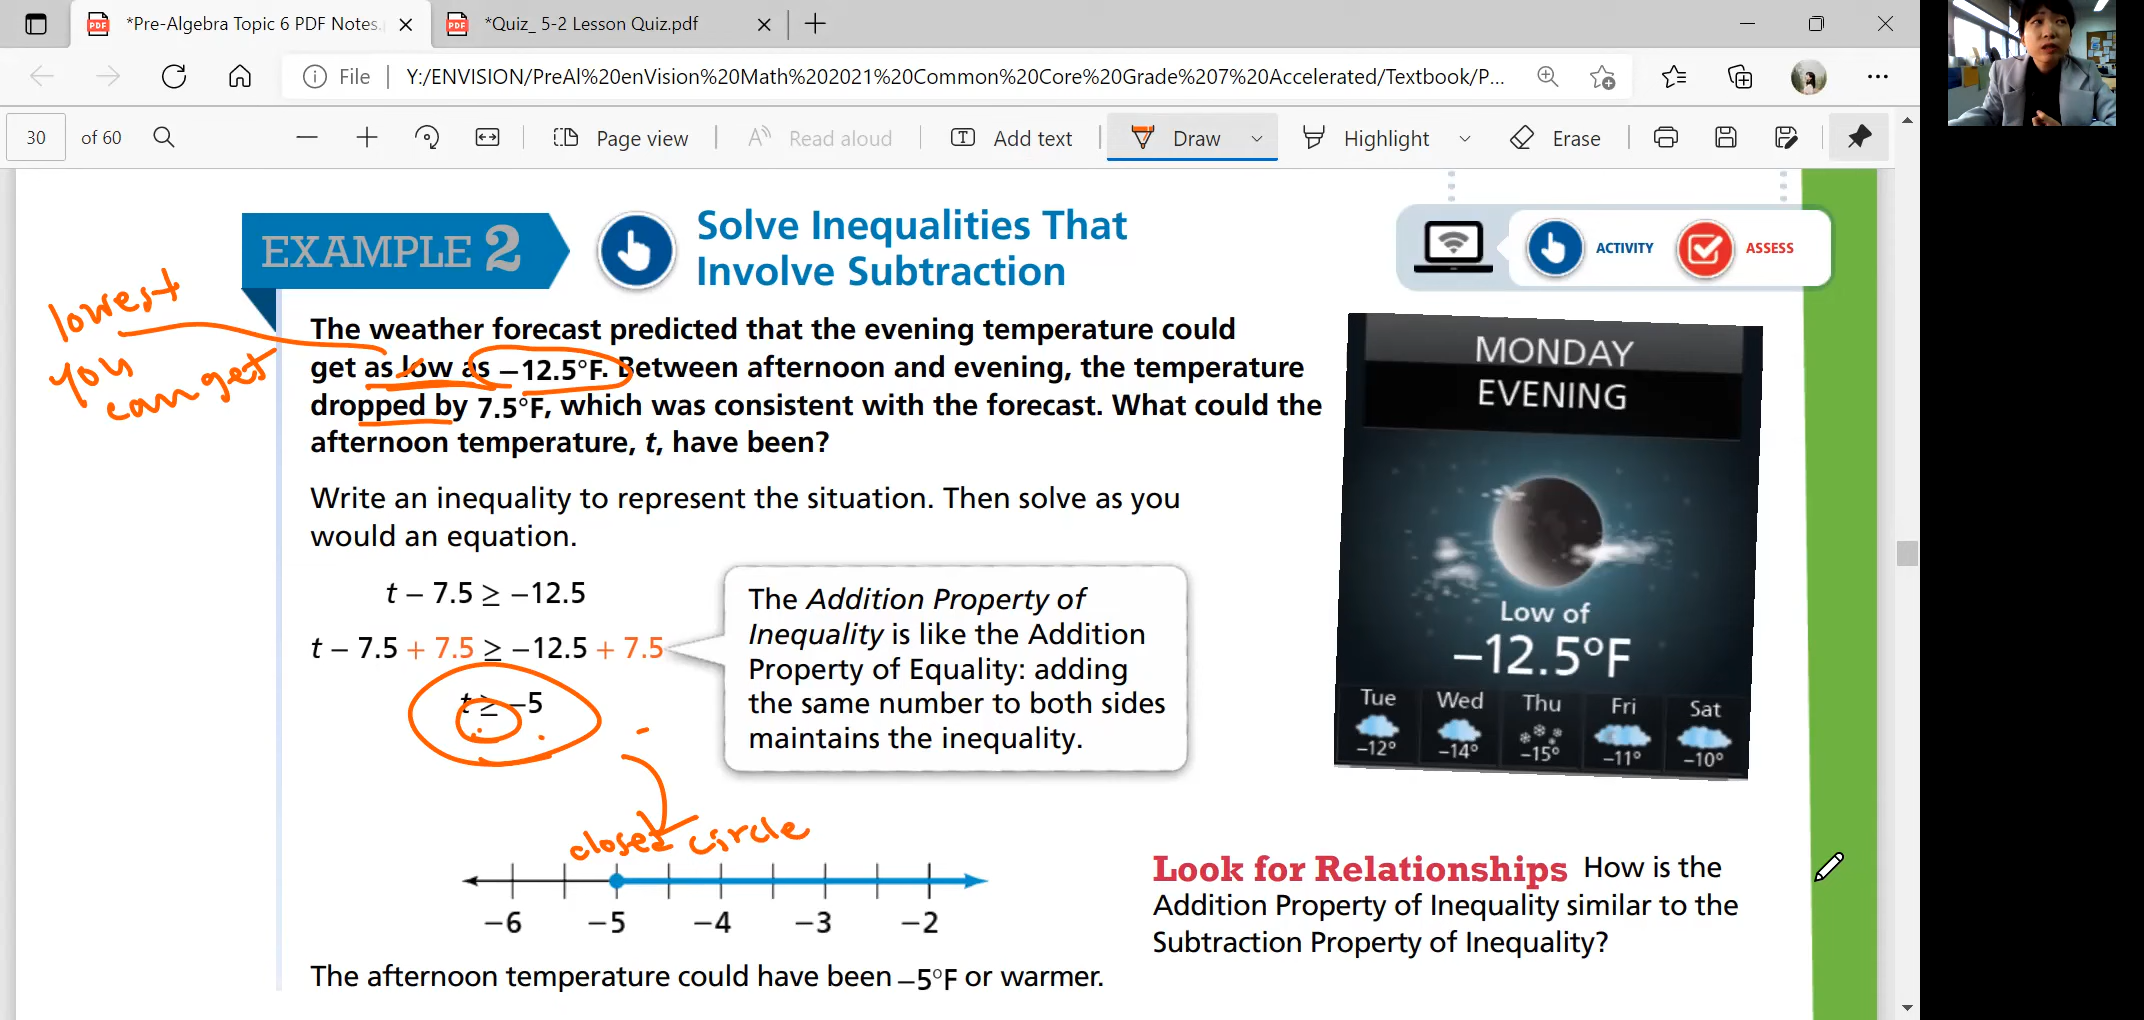 *Pre-Algebra Topic 6 PDF Notes.
*Quiz_ 5-2 Lesson Quiz.pdf
File
Y:/ENVISION/PreAl%20enVision%20Math%202021%20Common%20Core%20Grade%207%20Accelerated/Textbook/P...
30 of 60
Page view
Read aloud
Add text
Draw
Highlight
Erase
EXAMPLE 2
Solve Inequalities That
Involve Subtraction
ACTIVITY
ASSESS
lowest
you
can get
The weather forecast predicted that the evening temperature could
get as low as −12.5°F. Between afternoon and evening, the temperature
dropped by 7.5°F, which was consistent with the forecast. What could the
afternoon temperature, t, have been?
Write an inequality to represent the situation. Then solve as you
would an equation.
t − 7.5 ≥ −12.5
t − 7.5 + 7.5 ≥ −12.5 + 7.5
t ≥ −5
The Addition Property of
Inequality is like the Addition
Property of Equality: adding
the same number to both sides
maintains the inequality.
closed circle
−6 −5 −4 −3 −2
The afternoon temperature could have been −5°F or warmer.
MONDAY
EVENING
Low of
−12.5°F
Tue Wed Thu Fri Sat
−12° −14° −15° −11° −10°
Look for Relationships How is the
Addition Property of Inequality similar to the
Subtraction Property of Inequality?